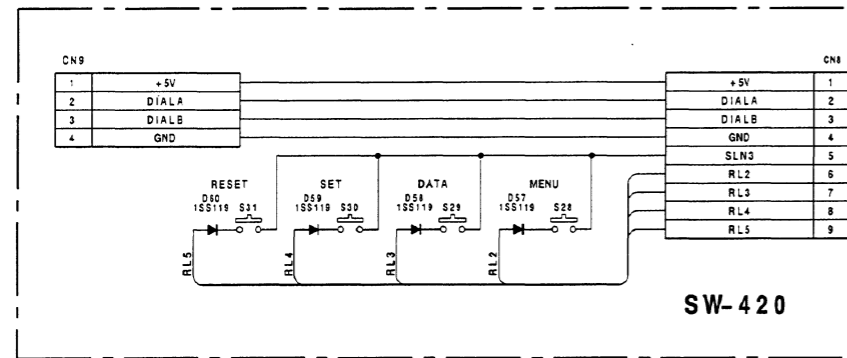 CN9
1 +5V
2 DIALA
3 DIALB
4 GND
CN8
+5V 1
DIALA 2
DIALB 3
GND 4
SLN3 5
RL2 6
RL3 7
RL4 8
RL5 9
RESET
D60
1SS119 S31
RL5
SET
D59
1SS119 S30
RL4
DATA
D58
1SS119 S29
RL3
MENU
D57
1SS119 S28
RL2
SW-420